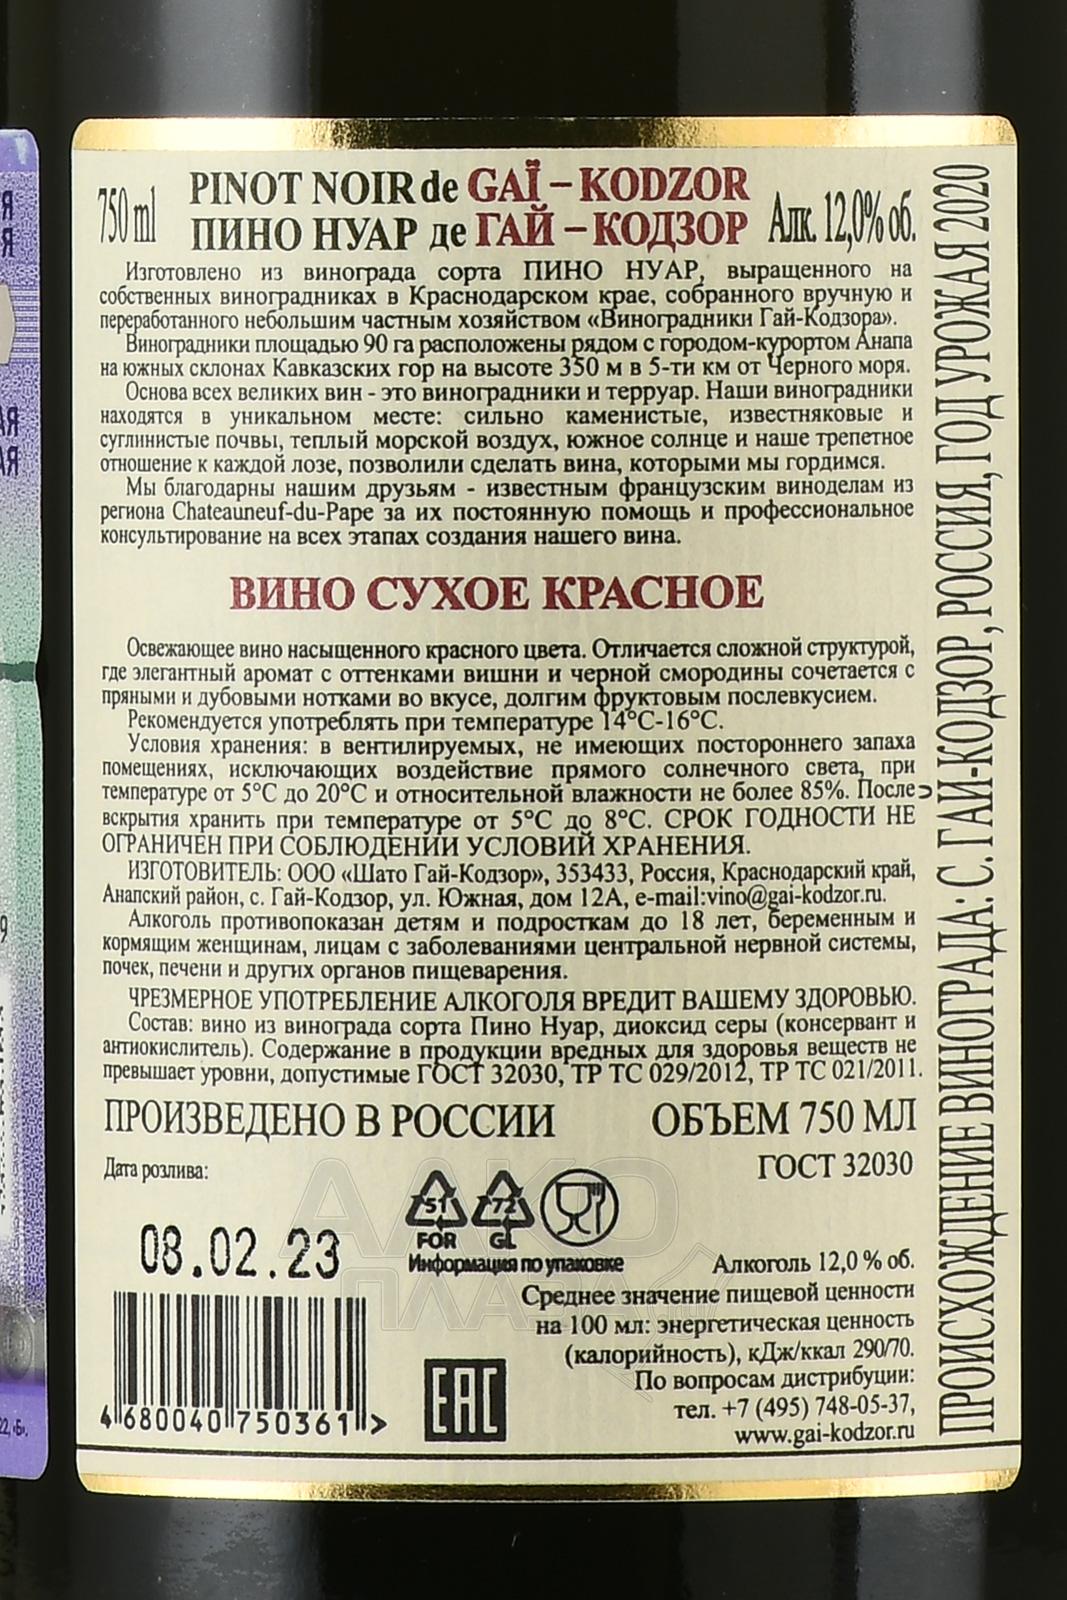 750 ml
PINOT NOIR de GAÏ – KODZOR
ПИНО НУАР де ГАЙ – КОДЗОР
Алк. 12,0% об.
Изготовлено из винограда сорта ПИНО НУАР, выращенного на
собственных виноградниках в Краснодарском крае, собранного вручную и
переработанного небольшим частным хозяйством «Виноградники Гай-Кодзора».
Виноградники площадью 90 га расположены рядом с городом-курортом Анапа
на южных склонах Кавказских гор на высоте 350 м в 5-ти км от Черного моря.
Основа всех великих вин - это виноградники и терруар. Наши виноградники
находятся в уникальном месте: сильно каменистые, известняковые и
суглинистые почвы, теплый морской воздух, южное солнце и наше трепетное
отношение к каждой лозе, позволили сделать вина, которыми мы гордимся.
Мы благодарны нашим друзьям - известным французским виноделам из
региона Chateauneuf-du-Pape за их постоянную помощь и профессиональное
консультирование на всех этапах создания нашего вина.
ВИНО СУХОЕ КРАСНОЕ
Освежающее вино насыщенного красного цвета. Отличается сложной структурой,
где элегантный аромат с оттенками вишни и черной смородины сочетается с
пряными и дубовыми нотками во вкусе, долгим фруктовым послевкусием.
Рекомендуется употреблять при температуре 14°С-16°С.
Условия хранения: в вентилируемых, не имеющих постороннего запаха
помещениях, исключающих воздействие прямого солнечного света, при
температуре от 5°С до 20°С и относительной влажности не более 85%. После
вскрытия хранить при температуре от 5°С до 8°С. СРОК ГОДНОСТИ НЕ
ОГРАНИЧЕН ПРИ СОБЛЮДЕНИИ УСЛОВИЙ ХРАНЕНИЯ.
ИЗГОТОВИТЕЛЬ: ООО «Шато Гай-Кодзор», 353433, Россия, Краснодарский край,
Анапский район, с. Гай-Кодзор, ул. Южная, дом 12А, e-mail:vino@gai-kodzor.ru.
Алкоголь противопоказан детям и подросткам до 18 лет, беременным и
кормящим женщинам, лицам с заболеваниями центральной нервной системы,
почек, печени и других органов пищеварения.
ЧРЕЗМЕРНОЕ УПОТРЕБЛЕНИЕ АЛКОГОЛЯ ВРЕДИТ ВАШЕМУ ЗДОРОВЬЮ.
Состав: вино из винограда сорта Пино Нуар, диоксид серы (консервант и
антиокислитель). Содержание в продукции вредных для здоровья веществ не
превышает уровни, допустимые ГОСТ 32030, ТР ТС 029/2012, ТР ТС 021/2011.
ПРОИЗВЕДЕНО В РОССИИ
ОБЪЕМ 750 МЛ
Дата розлива:
ГОСТ 32030
08.02.23
51
FOR
72
GL
Информация по упаковке
Алкоголь 12,0 % об.
Среднее значение пищевой ценности
на 100 мл: энергетическая ценность
(калорийность), кДж/ккал 290/70.
По вопросам дистрибуции:
тел. +7 (495) 748-05-37,
www.gai-kodzor.ru
4 680040 750361 >
EAC
ПРОИСХОЖДЕНИЕ ВИНОГРАДА: С. ГАЙ-КОДЗОР, РОССИЯ, ГОД УРОЖАЯ 2020
АЛКО
ПЛАЗА